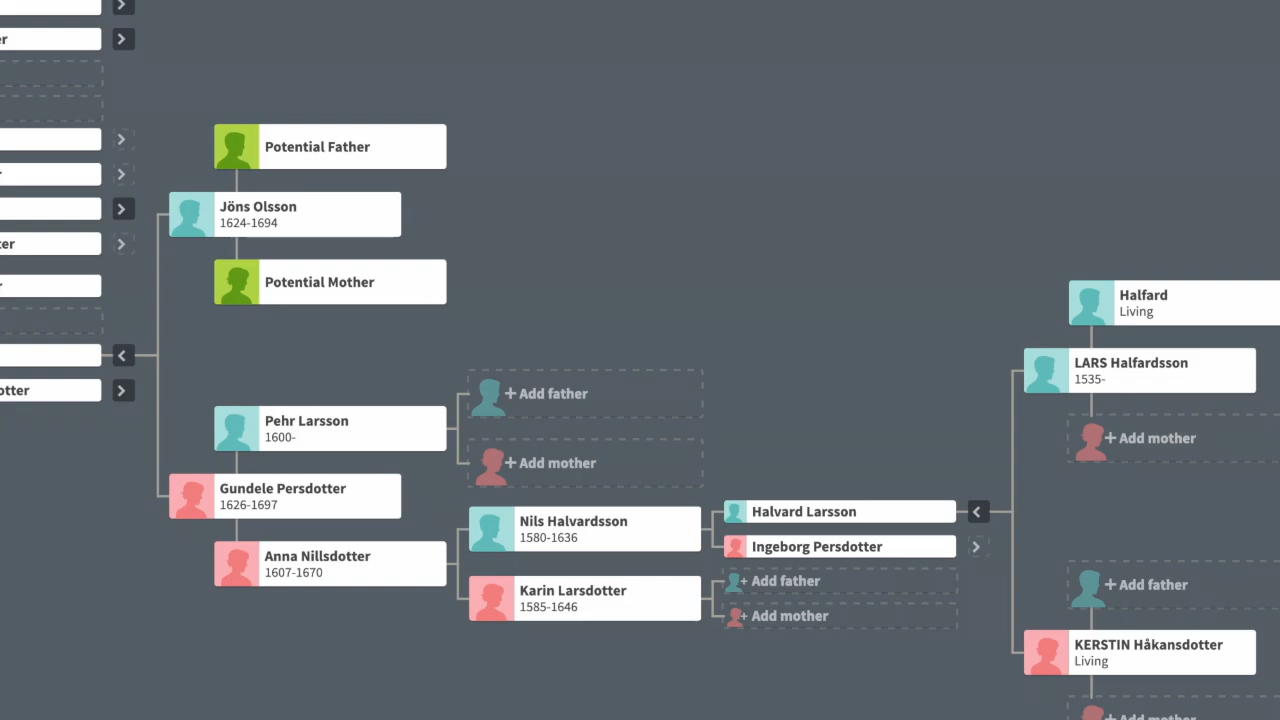 er
r
ter
r
otter
Potential Father
Jöns Olsson
1624-1694
Potential Mother
Pehr Larsson
1600-
Gundele Persdotter
1626-1697
Anna Nillsdotter
1607-1670
+ Add father
+ Add mother
Nils Halvardsson
1580-1636
Karin Larsdotter
1585-1646
Halvard Larsson
Ingeborg Persdotter
+ Add father
+ Add mother
Halfard
Living
LARS Halfardsson
1535-
+ Add mother
+ Add father
KERSTIN Håkansdotter
Living
+ Add mother